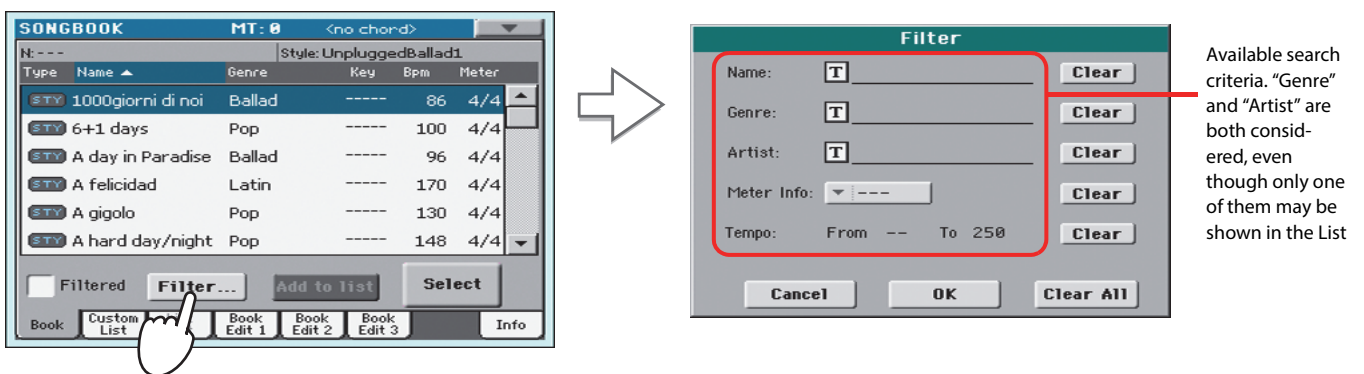 SONGBOOK MT: 0 <no chord>
N: --- Style: UnpluggedBallad1
Type Name Genre Key Bpm Meter
STY 1000giorni di noi Ballad ----- 86 4/4
STY 6+1 days Pop ----- 100 4/4
STY A day in Paradise Ballad ----- 96 4/4
STY A felicidad Latin ----- 170 4/4
STY A gigolo Pop ----- 130 4/4
STY A hard day/night Pop ----- 148 4/4
Filtered Filter... Add to list Select
Book Custom List Book Edit 1 Book Edit 2 Book Edit 3 Info
Filter
Name: T Clear
Genre: T Clear
Artist: T Clear
Meter Info: --- Clear
Tempo: From -- To 250 Clear
Cancel OK Clear All
Available search
criteria. “Genre”
and “Artist” are
both consid-
ered, even
though only one
of them may be
shown in the List